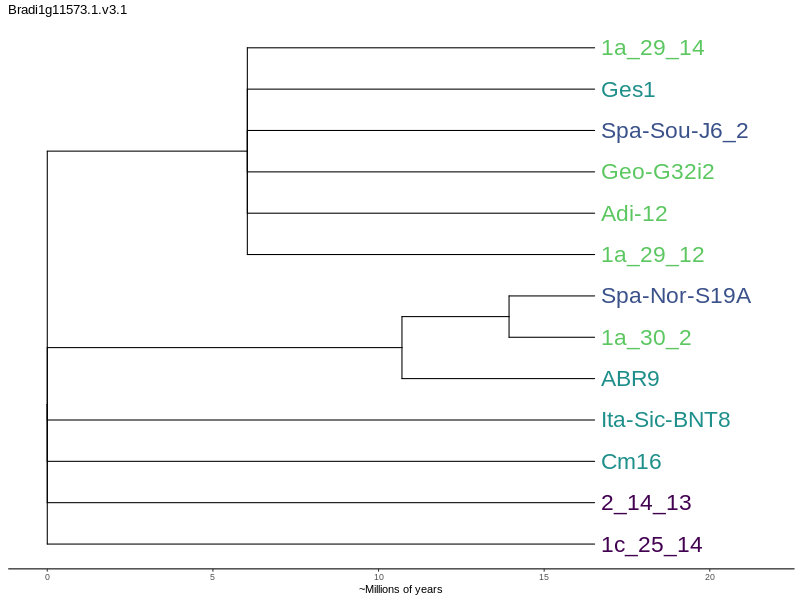 Bradi1g11573.1.v3.1
1a_29_14
Ges1
Spa-Sou-J6_2
Geo-G32i2
Adi-12
1a_29_12
Spa-Nor-S19A
1a_30_2
ABR9
Ita-Sic-BNT8
Cm16
2_14_13
1c_25_14
0 5 10 15 20
~Millions of years